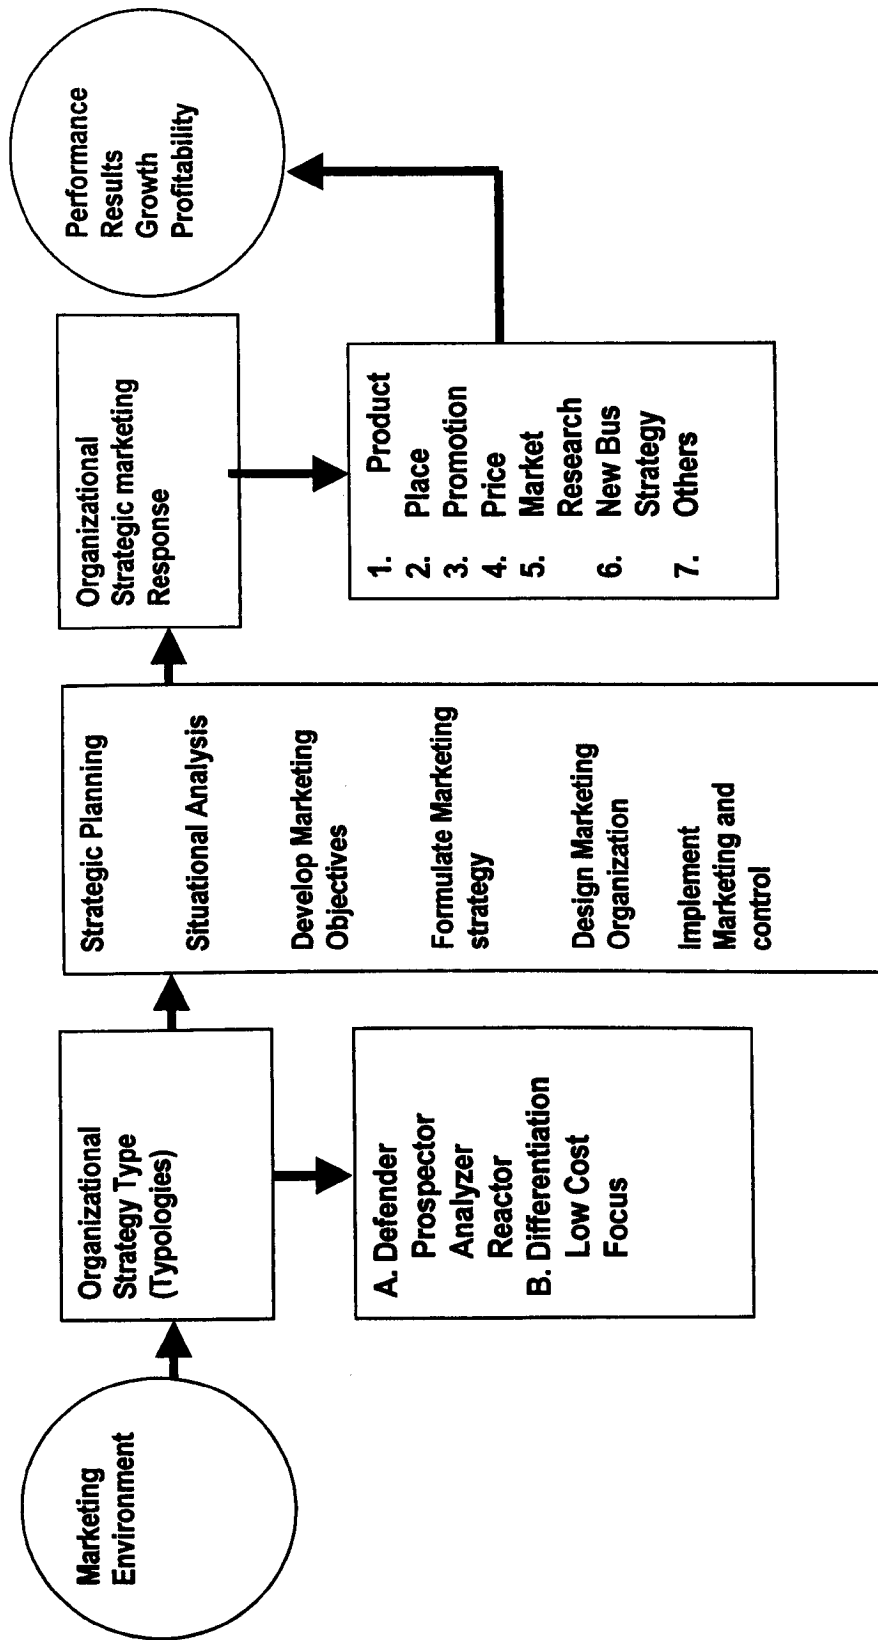 Marketing
Environment
Organizational
Strategy Type
(Typologies)
A. Defender
Prospector
Analyzer
Reactor
B. Differentiation
Low Cost
Focus
Strategic Planning
Situational Analysis
Develop Marketing
Objectives
Formulate Marketing
strategy
Design Marketing
Organization
Implement
Marketing and
control
Organizational
Strategic marketing
Response
1. Product
2. Place
3. Promotion
4. Price
5. Market
Research
6. New Bus
Strategy
7. Others
Performance
Results
Growth
Profitability